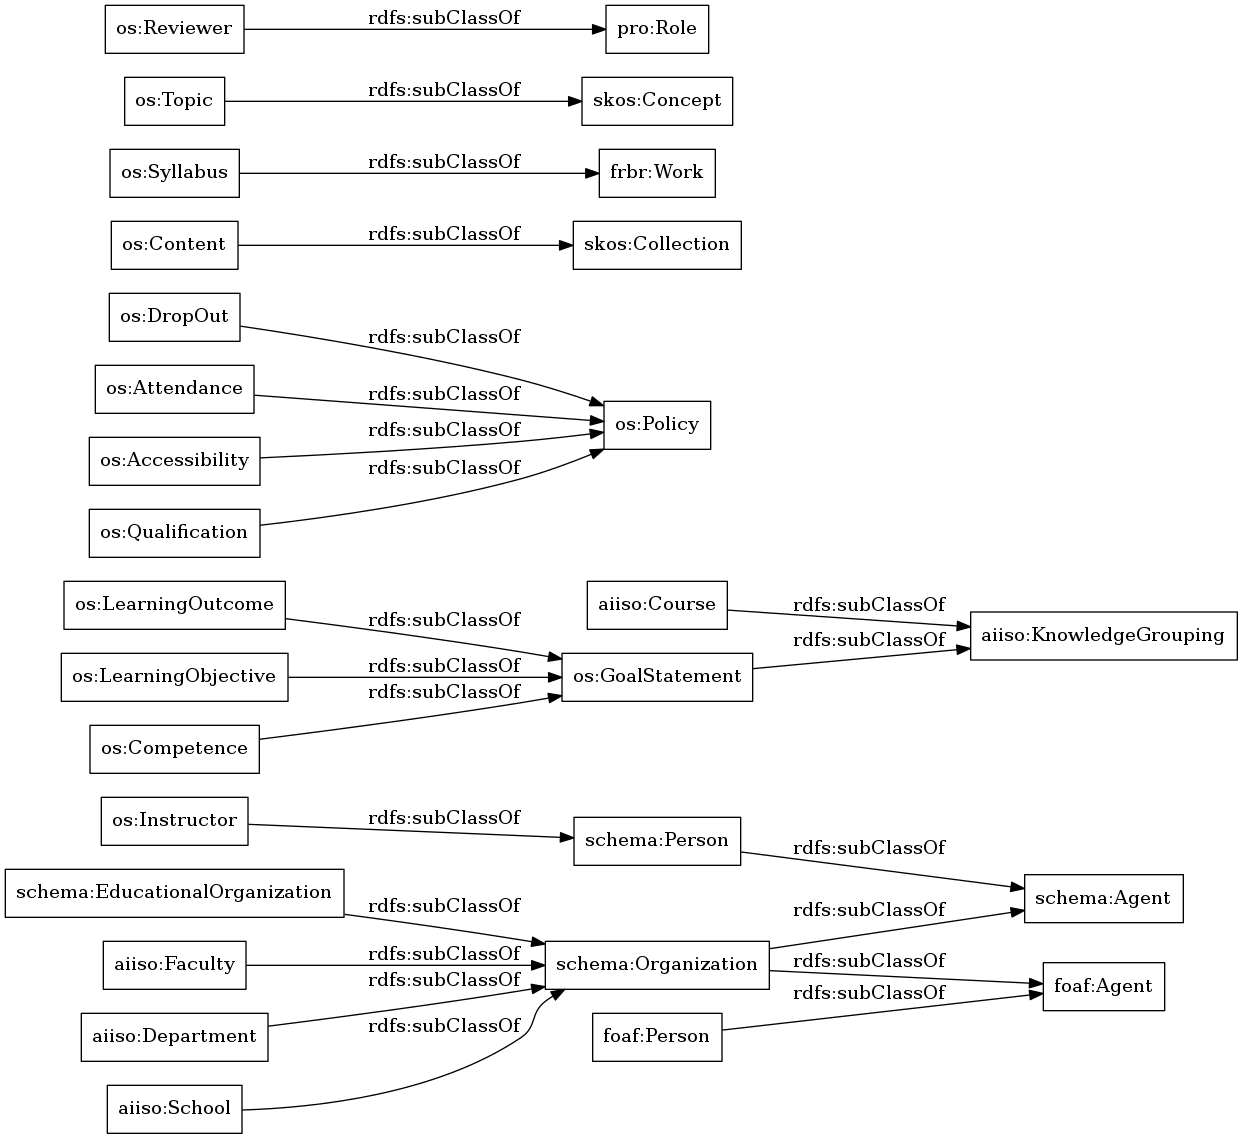 os:Reviewer rdfs:subClassOf pro:Role
os:Topic rdfs:subClassOf skos:Concept
os:Syllabus rdfs:subClassOf frbr:Work
os:Content rdfs:subClassOf skos:Collection
os:DropOut rdfs:subClassOf
os:Attendance rdfs:subClassOf
os:Policy
os:Accessibility rdfs:subClassOf
os:Qualification rdfs:subClassOf
os:LearningOutcome rdfs:subClassOf
aiiso:Course rdfs:subClassOf
aiiso:KnowledgeGrouping
os:LearningObjective rdfs:subClassOf
os:GoalStatement rdfs:subClassOf
os:Competence rdfs:subClassOf
os:Instructor rdfs:subClassOf
schema:Person rdfs:subClassOf
schema:EducationalOrganization rdfs:subClassOf
schema:Agent
aiiso:Faculty rdfs:subClassOf
schema:Organization rdfs:subClassOf
rdfs:subClassOf
foaf:Agent
aiiso:Department rdfs:subClassOf
foaf:Person rdfs:subClassOf
aiiso:School rdfs:subClassOf